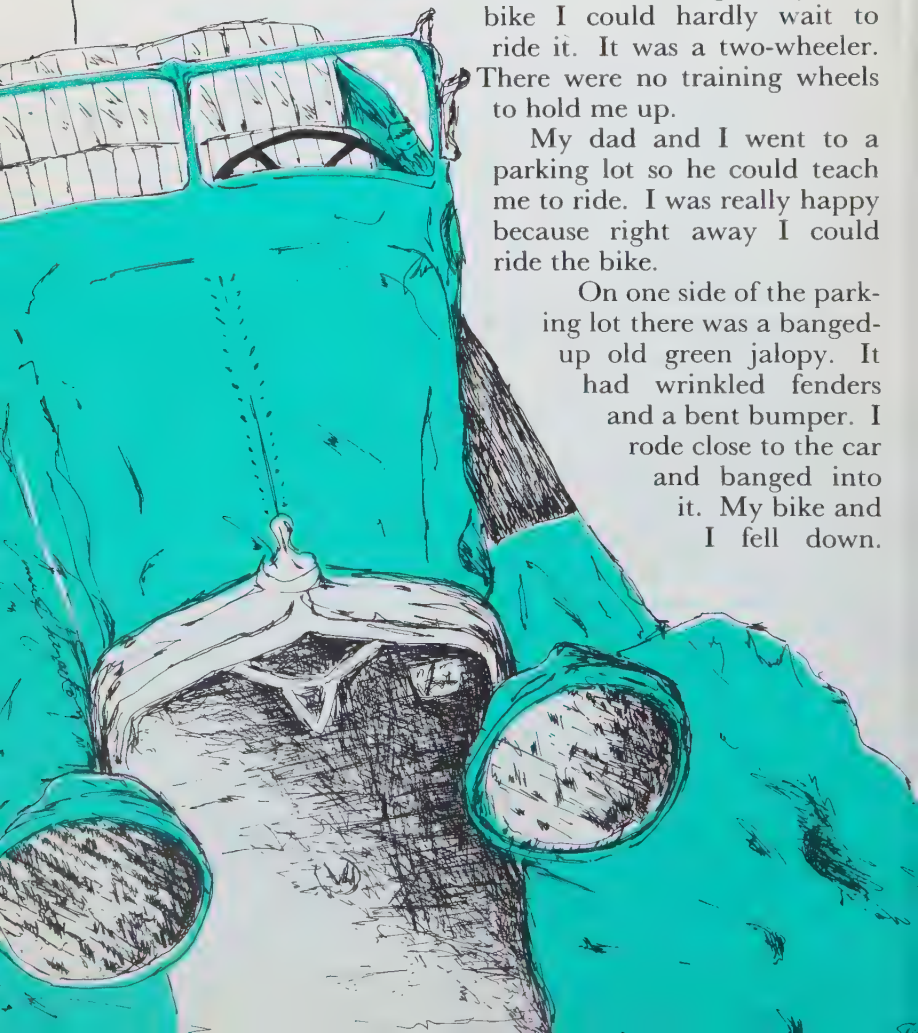 bike I could hardly wait to
ride it. It was a two-wheeler.
There were no training wheels
to hold me up.
My dad and I went to a
parking lot so he could teach
me to ride. I was really happy
because right away I could
ride the bike.
On one side of the park-
ing lot there was a banged-
up old green jalopy. It
had wrinkled fenders
and a bent bumper. I
rode close to the car
and banged into
it. My bike and
I fell down.